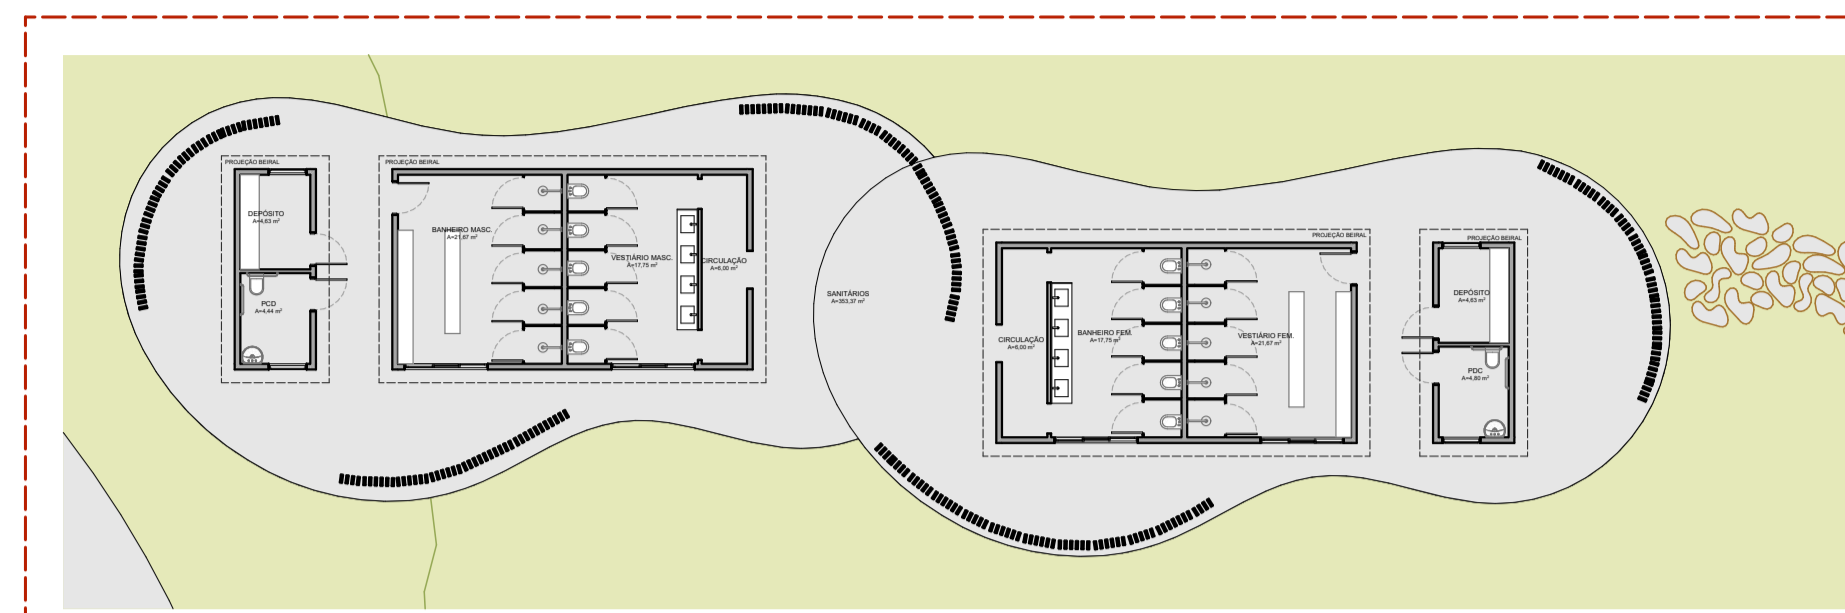 PROJEÇÃO BEIRAL
DEPÓSITO
A=4,63 m²
PCD
A=4,44 m²
PROJEÇÃO BEIRAL
BANHEIRO MASC.
A=21,67 m²
VESTIÁRIO MASC.
A=17,75 m²
CIRCULAÇÃO
A=6,00 m²
SANITÁRIOS
A=353,37 m²
PROJEÇÃO BEIRAL
CIRCULAÇÃO
A=6,00 m²
BANHEIRO FEM.
A=17,75 m²
VESTIÁRIO FEM.
A=21,67 m²
PROJEÇÃO BEIRAL
DEPÓSITO
A=4,63 m²
PDC
A=4,60 m²